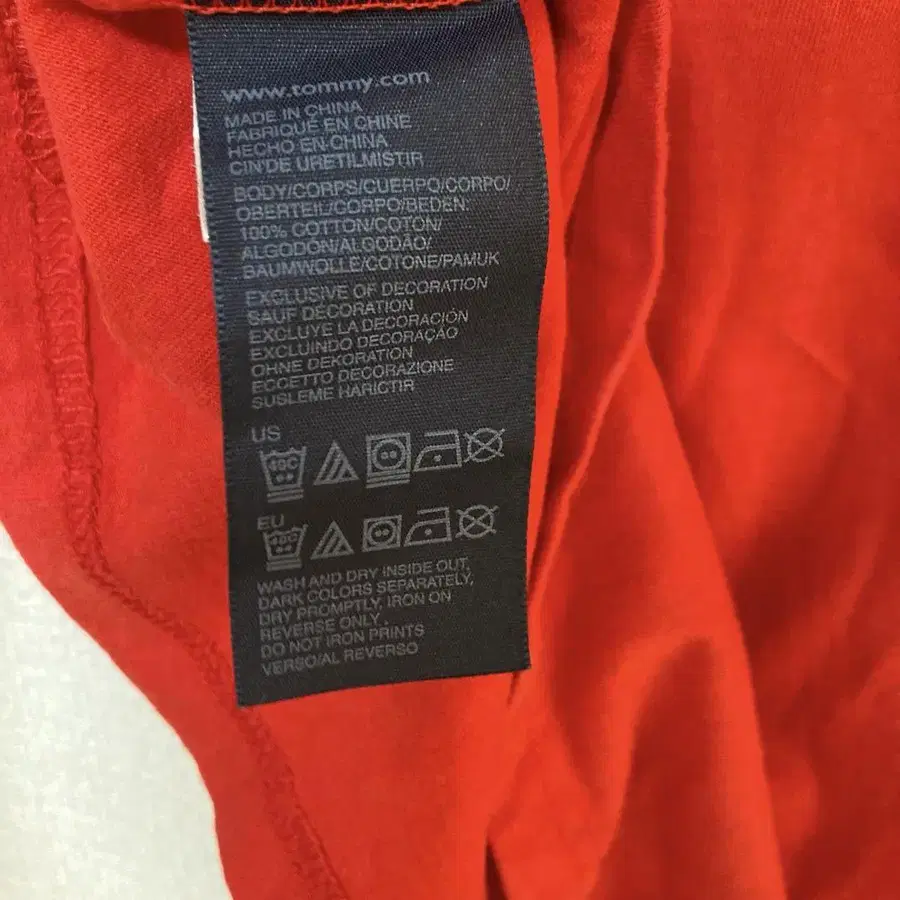 www.tommy.com
MADE IN CHINA
FABRIQUÉ EN CHINE
HECHO EN CHINA
CIN'DE URETILMISTIR
BODY/CORPS/CUERPO/CORPO/
OBERTEIL/CORPO/BEDEN:
100% COTTON/COTON/
ALGODON/ALGODÃO/
BAUMWOLLE/COTONE/PAMUK
EXCLUSIVE OF DECORATION
SAUF DÉCORATION
EXCLUYE LA DECORACIÓN
EXCLUINDO DECORAÇÃO
OHNE DEKORATION
ECCETTO DECORAZIONE
SUSLEME HARICTIR
US
40C
EU
40C
WASH AND DRY INSIDE OUT,
DARK COLORS SEPARATELY,
DRY PROMPTLY, IRON ON
REVERSE ONLY .
DO NOT IRON PRINTS
VERSO/AL REVERSO